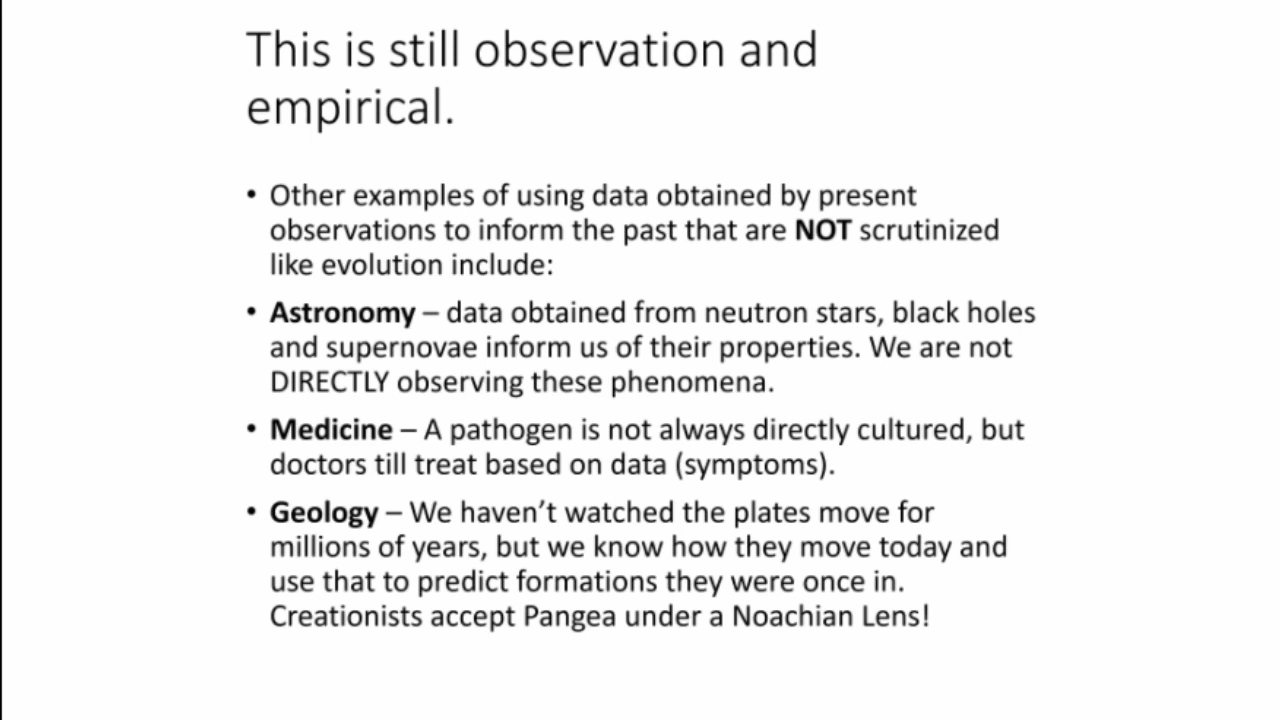 This is still observation and
empirical.
• Other examples of using data obtained by present
observations to inform the past that are NOT scrutinized
like evolution include:
• Astronomy – data obtained from neutron stars, black holes
and supernovae inform us of their properties. We are not
DIRECTLY observing these phenomena.
• Medicine – A pathogen is not always directly cultured, but
doctors till treat based on data (symptoms).
• Geology – We haven’t watched the plates move for
millions of years, but we know how they move today and
use that to predict formations they were once in.
Creationists accept Pangea under a Noachian Lens!